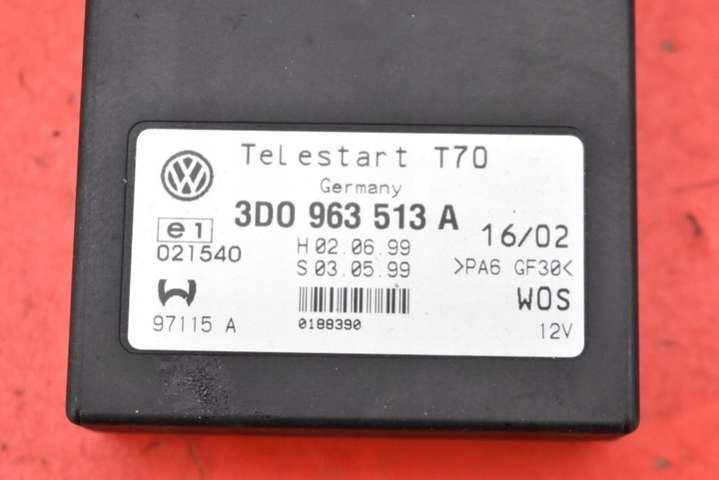 Telestart T70
Germany
3D0 963 513 A
e1
021540
H 02.06.99
S 03.05.99
16/02
>PA6 GF30<
97115 A
0188390
WOS
12V